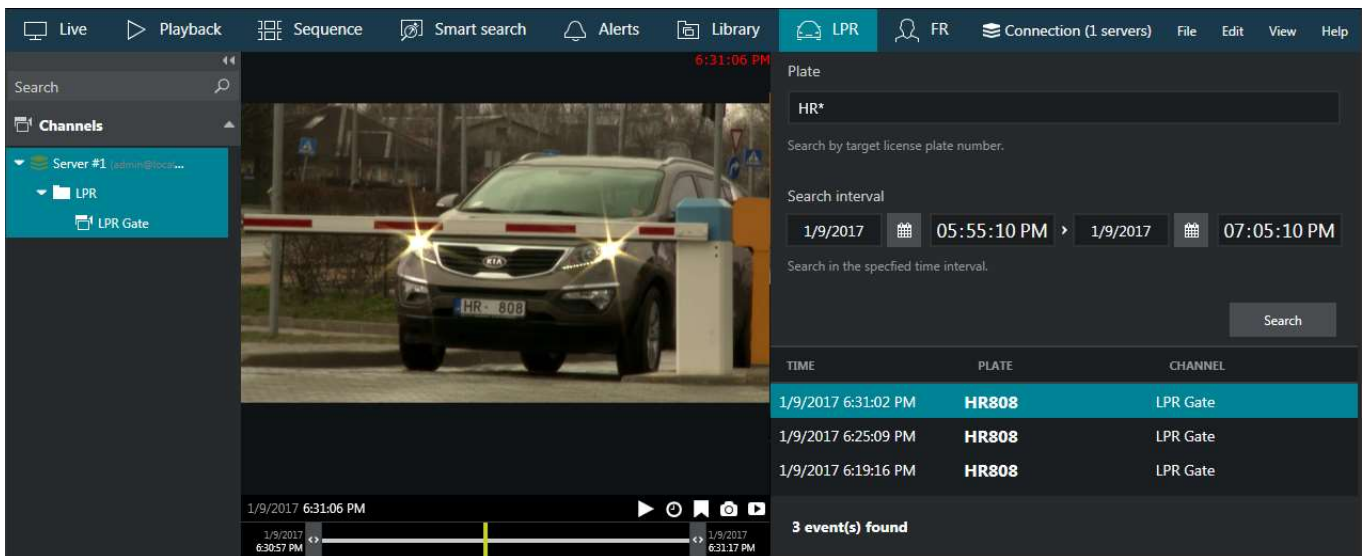 Live Playback Sequence Smart search Alerts Library LPR FR Connection (1 servers) File Edit View Help
Search
Channels
Server #1 (admin@local...
LPR
LPR Gate
6:31:06 PM
KIA
HR 808
1/9/2017 6:31:06 PM
1/9/2017 1/9/2017
6:30:57 PM 6:31:17 PM
Plate
HR*
Search by target license plate number.
Search interval
1/9/2017 05:55:10 PM 1/9/2017 07:05:10 PM
Search in the specfied time interval.
Search
TIME PLATE CHANNEL
1/9/2017 6:31:02 PM HR808 LPR Gate
1/9/2017 6:25:09 PM HR808 LPR Gate
1/9/2017 6:19:16 PM HR808 LPR Gate
3 event(s) found